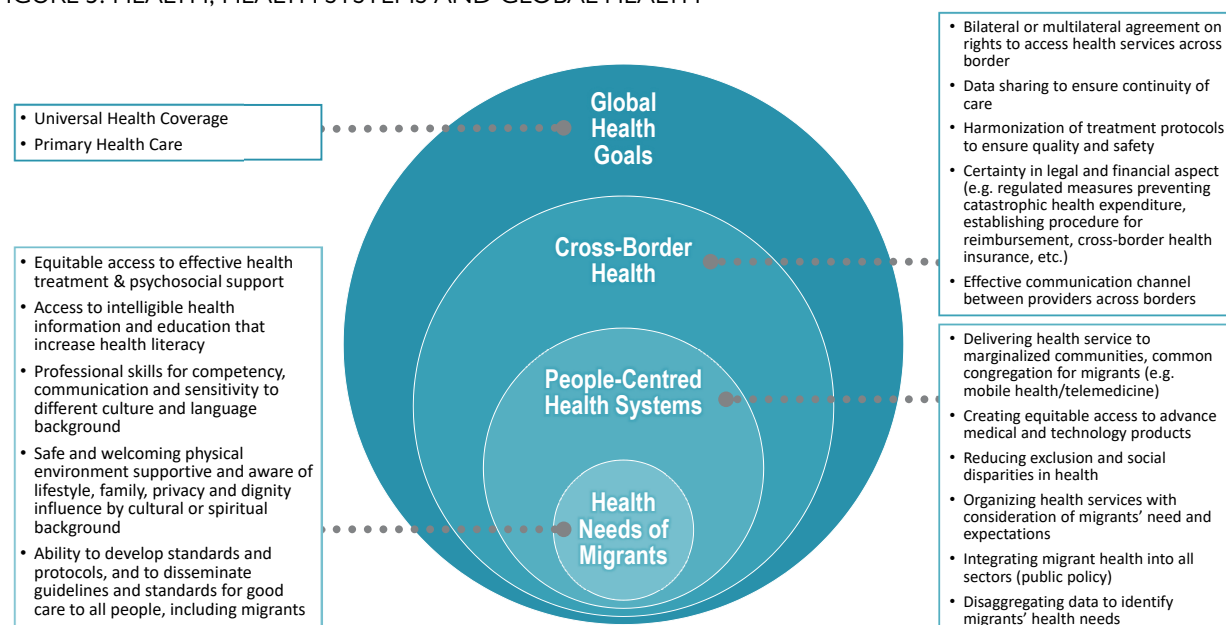 • Universal Health Coverage
• Primary Health Care
• Equitable access to effective health
treatment & psychosocial support
• Access to intelligible health
information and education that
increase health literacy
• Professional skills for competency,
communication and sensitivity to
different culture and language
background
• Safe and welcoming physical
environment supportive and aware of
lifestyle, family, privacy and dignity
influence by cultural or spiritual
background
• Ability to develop standards and
protocols, and to disseminate
guidelines and standards for good
care to all people, including migrants
Global
Health
Goals
Cross-Border
Health
People-Centred
Health Systems
Health
Needs of
Migrants
• Bilateral or multilateral agreement on
rights to access health services across
border
• Data sharing to ensure continuity of
care
• Harmonization of treatment protocols
to ensure quality and safety
• Certainty in legal and financial aspect
(e.g. regulated measures preventing
catastrophic health expenditure,
establishing procedure for
reimbursement, cross-border health
insurance, etc.)
• Effective communication channel
between providers across borders
• Delivering health service to
marginalized communities, common
congregation for migrants (e.g.
mobile health/telemedicine)
• Creating equitable access to advance
medical and technology products
• Reducing exclusion and social
disparities in health
• Organizing health services with
consideration of migrants' need and
expectations
• Integrating migrant health into all
sectors (public policy)
• Disaggregating data to identify
migrants' health needs